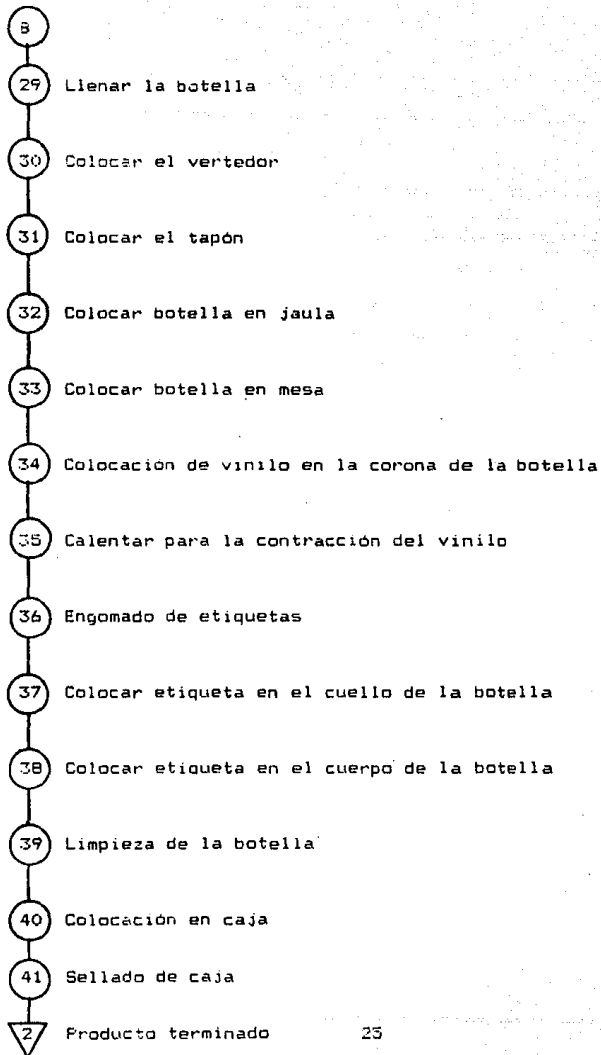 B
29 Llenar la botella
30 Colocar el vertedor
31 Colocar el tapón
32 Colocar botella en jaula
33 Colocar botella en mesa
34 Colocación de vinilo en la corona de la botella
35 Calentar para la contracción del vinilo
36 Engomado de etiquetas
37 Colocar etiqueta en el cuello de la botella
38 Colocar etiqueta en el cuerpo de la botella
39 Limpieza de la botella
40 Colocación en caja
41 Sellado de caja
2 Producto terminado 23